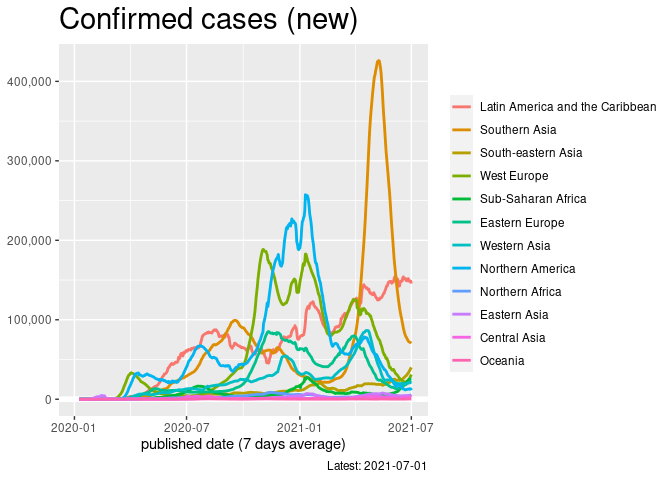 Confirmed cases (new)
400,000
300,000
200,000
100,000
0
2020-01
2020-07
2021-01
2021-07
published date (7 days average)
Latest: 2021-07-01
Latin America and the Caribbean
Southern Asia
South-eastern Asia
West Europe
Sub-Saharan Africa
Eastern Europe
Western Asia
Northern America
Northern Africa
Eastern Asia
Central Asia
Oceania